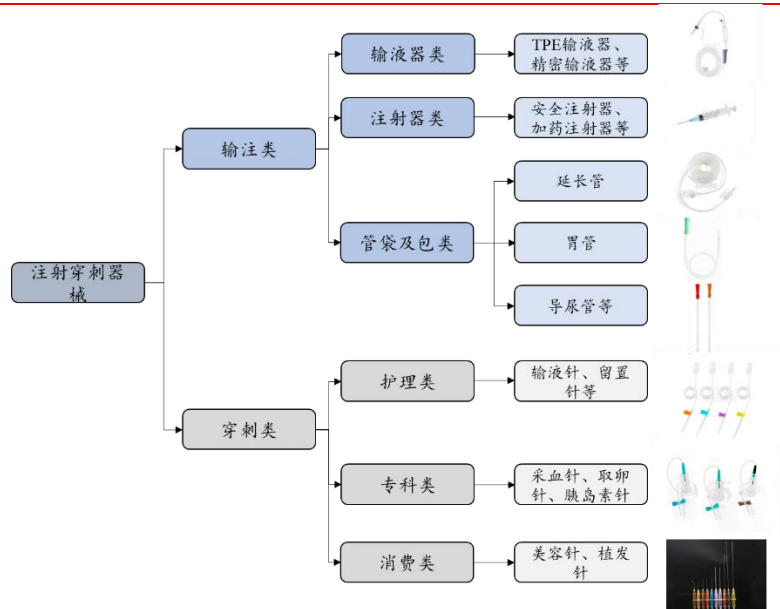 输液器类
TPE输液器、
精密输液器等
注射器类
安全注射器、
加药注射器等
输注类
延长管
管袋及包类
胃管
注射穿刺器
械
导尿管等
护理类
输液针、留置
针等
穿刺类
专科类
采血针、取卵
针、胰岛素针
消费类
美容针、植发
针